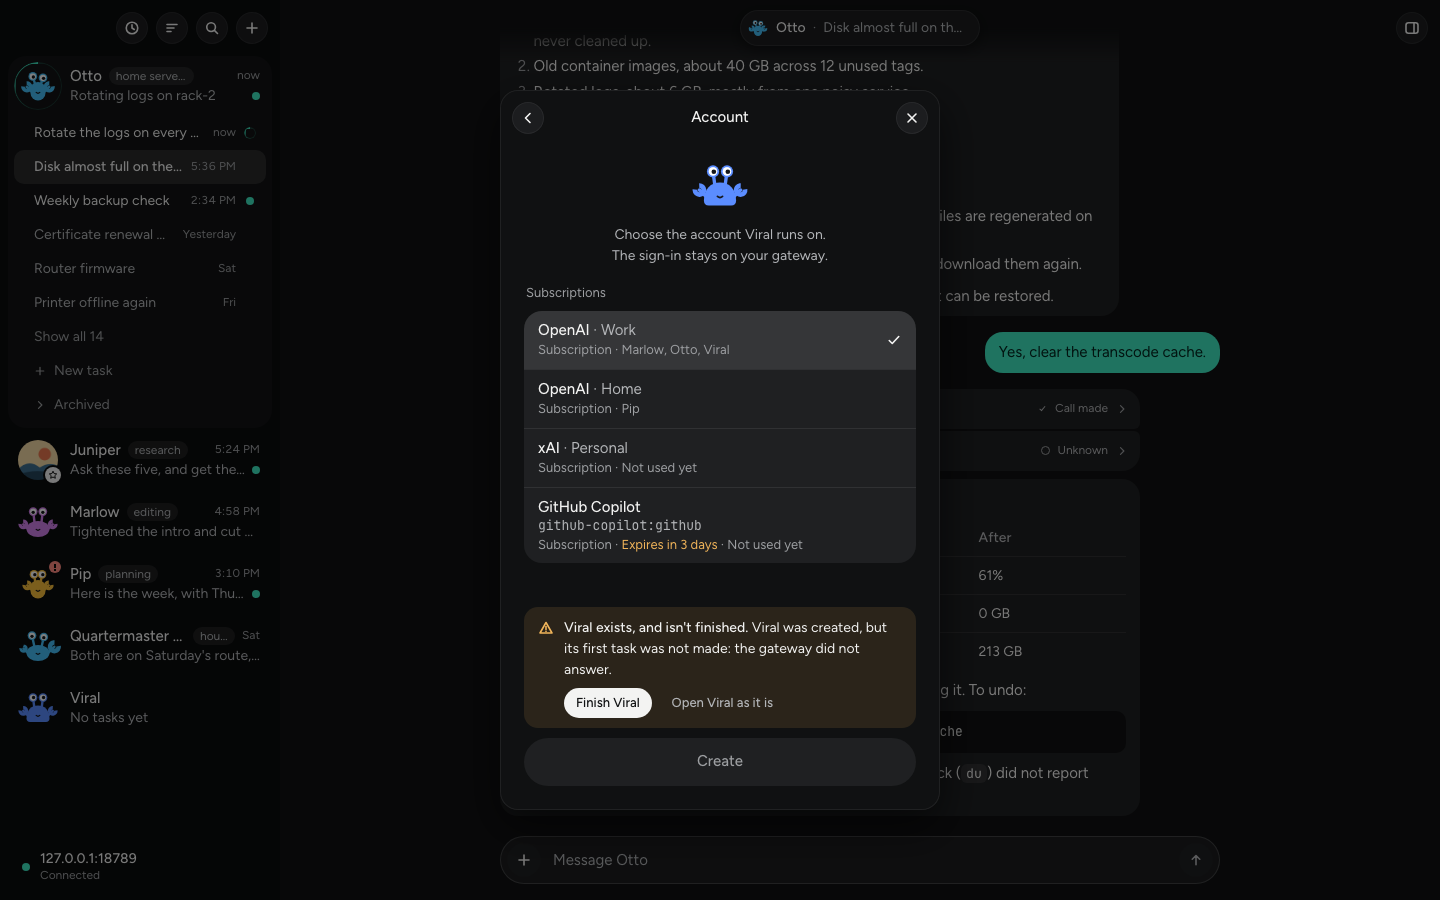 Otto home serve... now
Rotating logs on rack-2
Rotate the logs on every ... now
Disk almost full on the... 5:36 PM
Weekly backup check 2:34 PM
Certificate renewal ... Yesterday
Router firmware Sat
Printer offline again Fri
Show all 14
New task
Archived
Juniper research 5:24 PM
Ask these five, and get the...
Marlow editing 4:58 PM
Tightened the intro and cut ...
Pip planning 3:10 PM
Here is the week, with Thu...
Quartermaster ... hou... Sat
Both are on Saturday's route,...
Viral
No tasks yet
127.0.0.1:18789
Connected
Otto · Disk almost full on th...
never cleaned up.
2. Old container images, about 40 GB across 12 unused tags.
3. Rotated logs, about 6 GB, mostly from one noisy service.
Account
Choose the account Viral runs on.
The sign-in stays on your gateway.
Subscriptions
OpenAI · Work
Subscription · Marlow, Otto, Viral
OpenAI · Home
Subscription · Pip
xAI · Personal
Subscription · Not used yet
GitHub Copilot
github-copilot:github
Subscription · Expires in 3 days · Not used yet
Viral exists, and isn't finished. Viral was created, but
its first task was not made: the gateway did not
answer.
Finish Viral Open Viral as it is
Create
iles are regenerated on
download them again.
can be restored.
Yes, clear the transcode cache.
Call made
Unknown
After
61%
0 GB
213 GB
g it. To undo:
che
ck ( du ) did not report
Message Otto